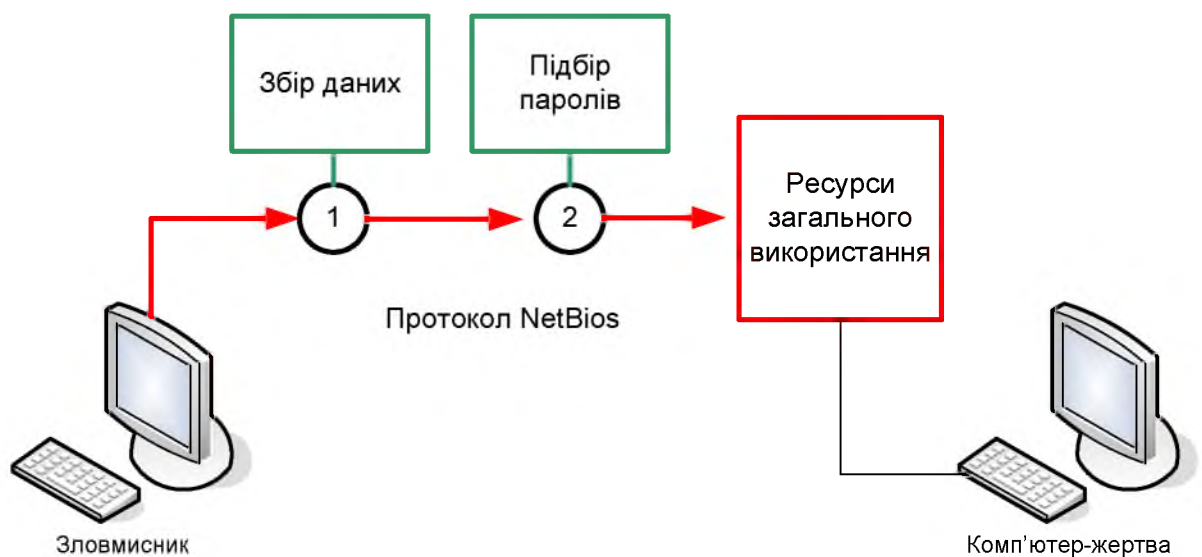 Збір даних
Підбір
паролів
1
2
Ресурси
загального
використання
Протокол NetBios
Зловмисник
Комп'ютер-жертва